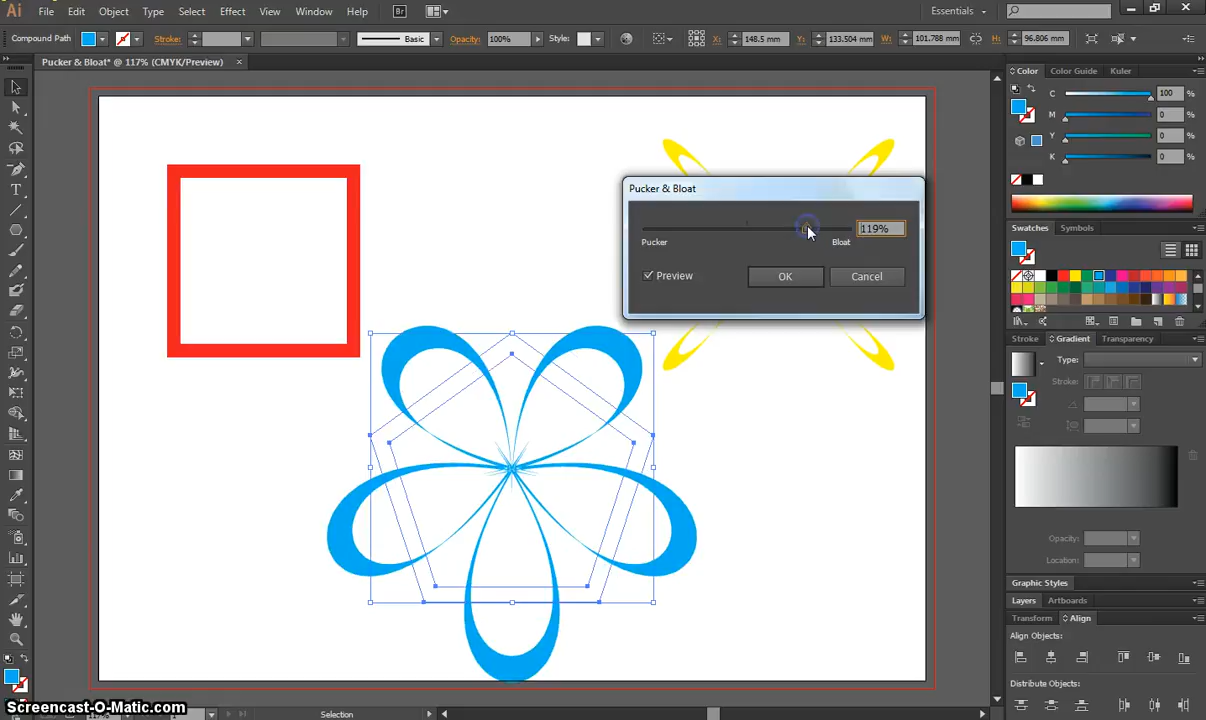 Ai File Edit Object Type Select Effect View Window Help Br Essentials
Compound Path Stroke: Basic Opacity: 100% Style: X: 148.5 mm Y: 133.504 mm W: 101.788 mm H: 96.806 mm
Pucker & Bloat* @ 117% (CMYK/Preview)
Color Color Guide Kuler
C 100 %
M 0 %
Y 0 %
K 0 %
Pucker & Bloat
119%
Pucker Bloat
Preview OK Cancel
Swatches Symbols
Stroke Gradient Transparency
Type:
Stroke:
Opacity:
Location:
Graphic Styles
Layers Artboards
Transform Align
Align Objects:
Distribute Objects:
Screencast-O-Matic.com
117% 1 Selection